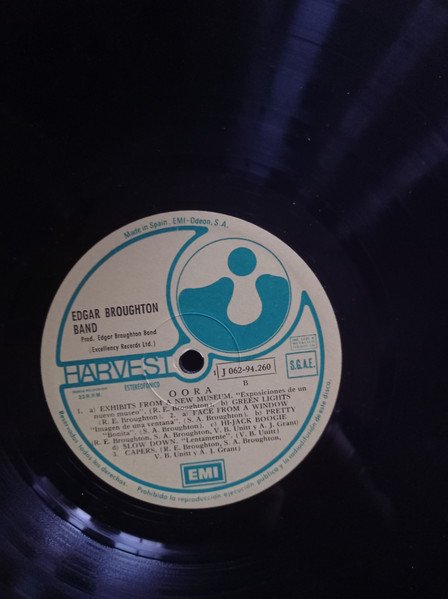 Made in Spain. EMI-Odeon, S. A.
EDGAR BROUGHTON
BAND
Prod. Edgar Broughton Band
(Excellency Records Ltd.)
HARVEST
ESTEREOFONICO
33 R.P.M.
1 J 062-94.260
B
S.G.A.E.
OORA
1. a) EXHIBITS FROM A NEW MUSEUM. "Exposiciones de un
nuevo museo". (R. E. Broughton). b) GREEN LIGHTS
(R. E. Broughton). 2. a) FACE FROM A WINDOW
"Imagen de una ventana". (S. A. Broughton). b) PRETTY
"Bonita". (S. A. Broughton). c) HI-JACK BOOGIE
(R. E. Broughton, S. A. Broughton, V. B. Unitt y A. J. Grant)
d) SLOW DOWN. "Lentamente". (V. B. Unitt)
3. CAPERS. (R. E. Broughton, S. A. Broughton,
V. B. Unitt y A. J. Grant)
EMI
Reservados todos los derechos. Prohibida la reproducción ejecución pública y la radiodifusión de este disco.